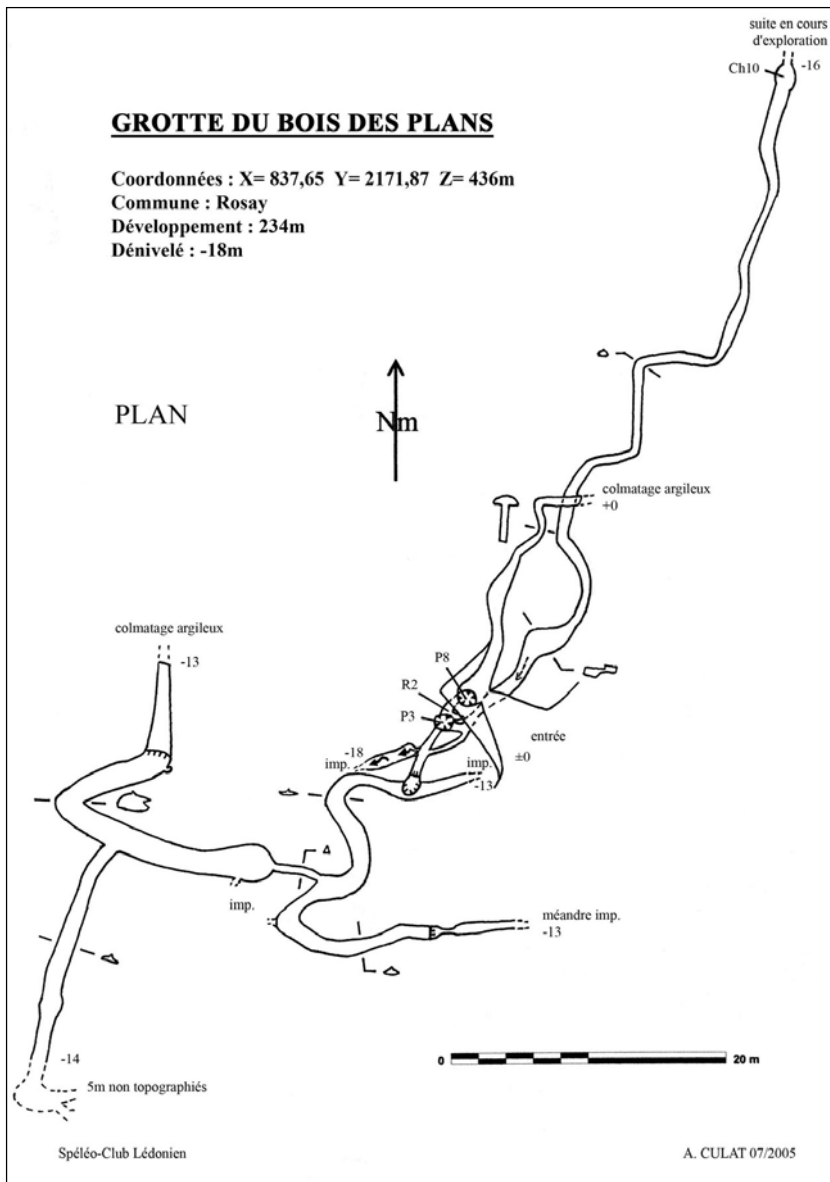 suite en cours
d'exploration
Ch10
-16
GROTTE DU BOIS DES PLANS
Coordonnées : X= 837,65 Y= 2171,87 Z= 436m
Commune : Rosay
Développement : 234m
Dénivelé : -18m
PLAN
Nm
colmatage argileux
+0
colmatage argileux
-13
P8
R2
P3
entrée
±0
-18
imp.
imp.
-13
imp.
méandre imp.
-13
-14
5m non topographiés
0
20 m
Spéléo-Club Lédonien
A. CULAT 07/2005